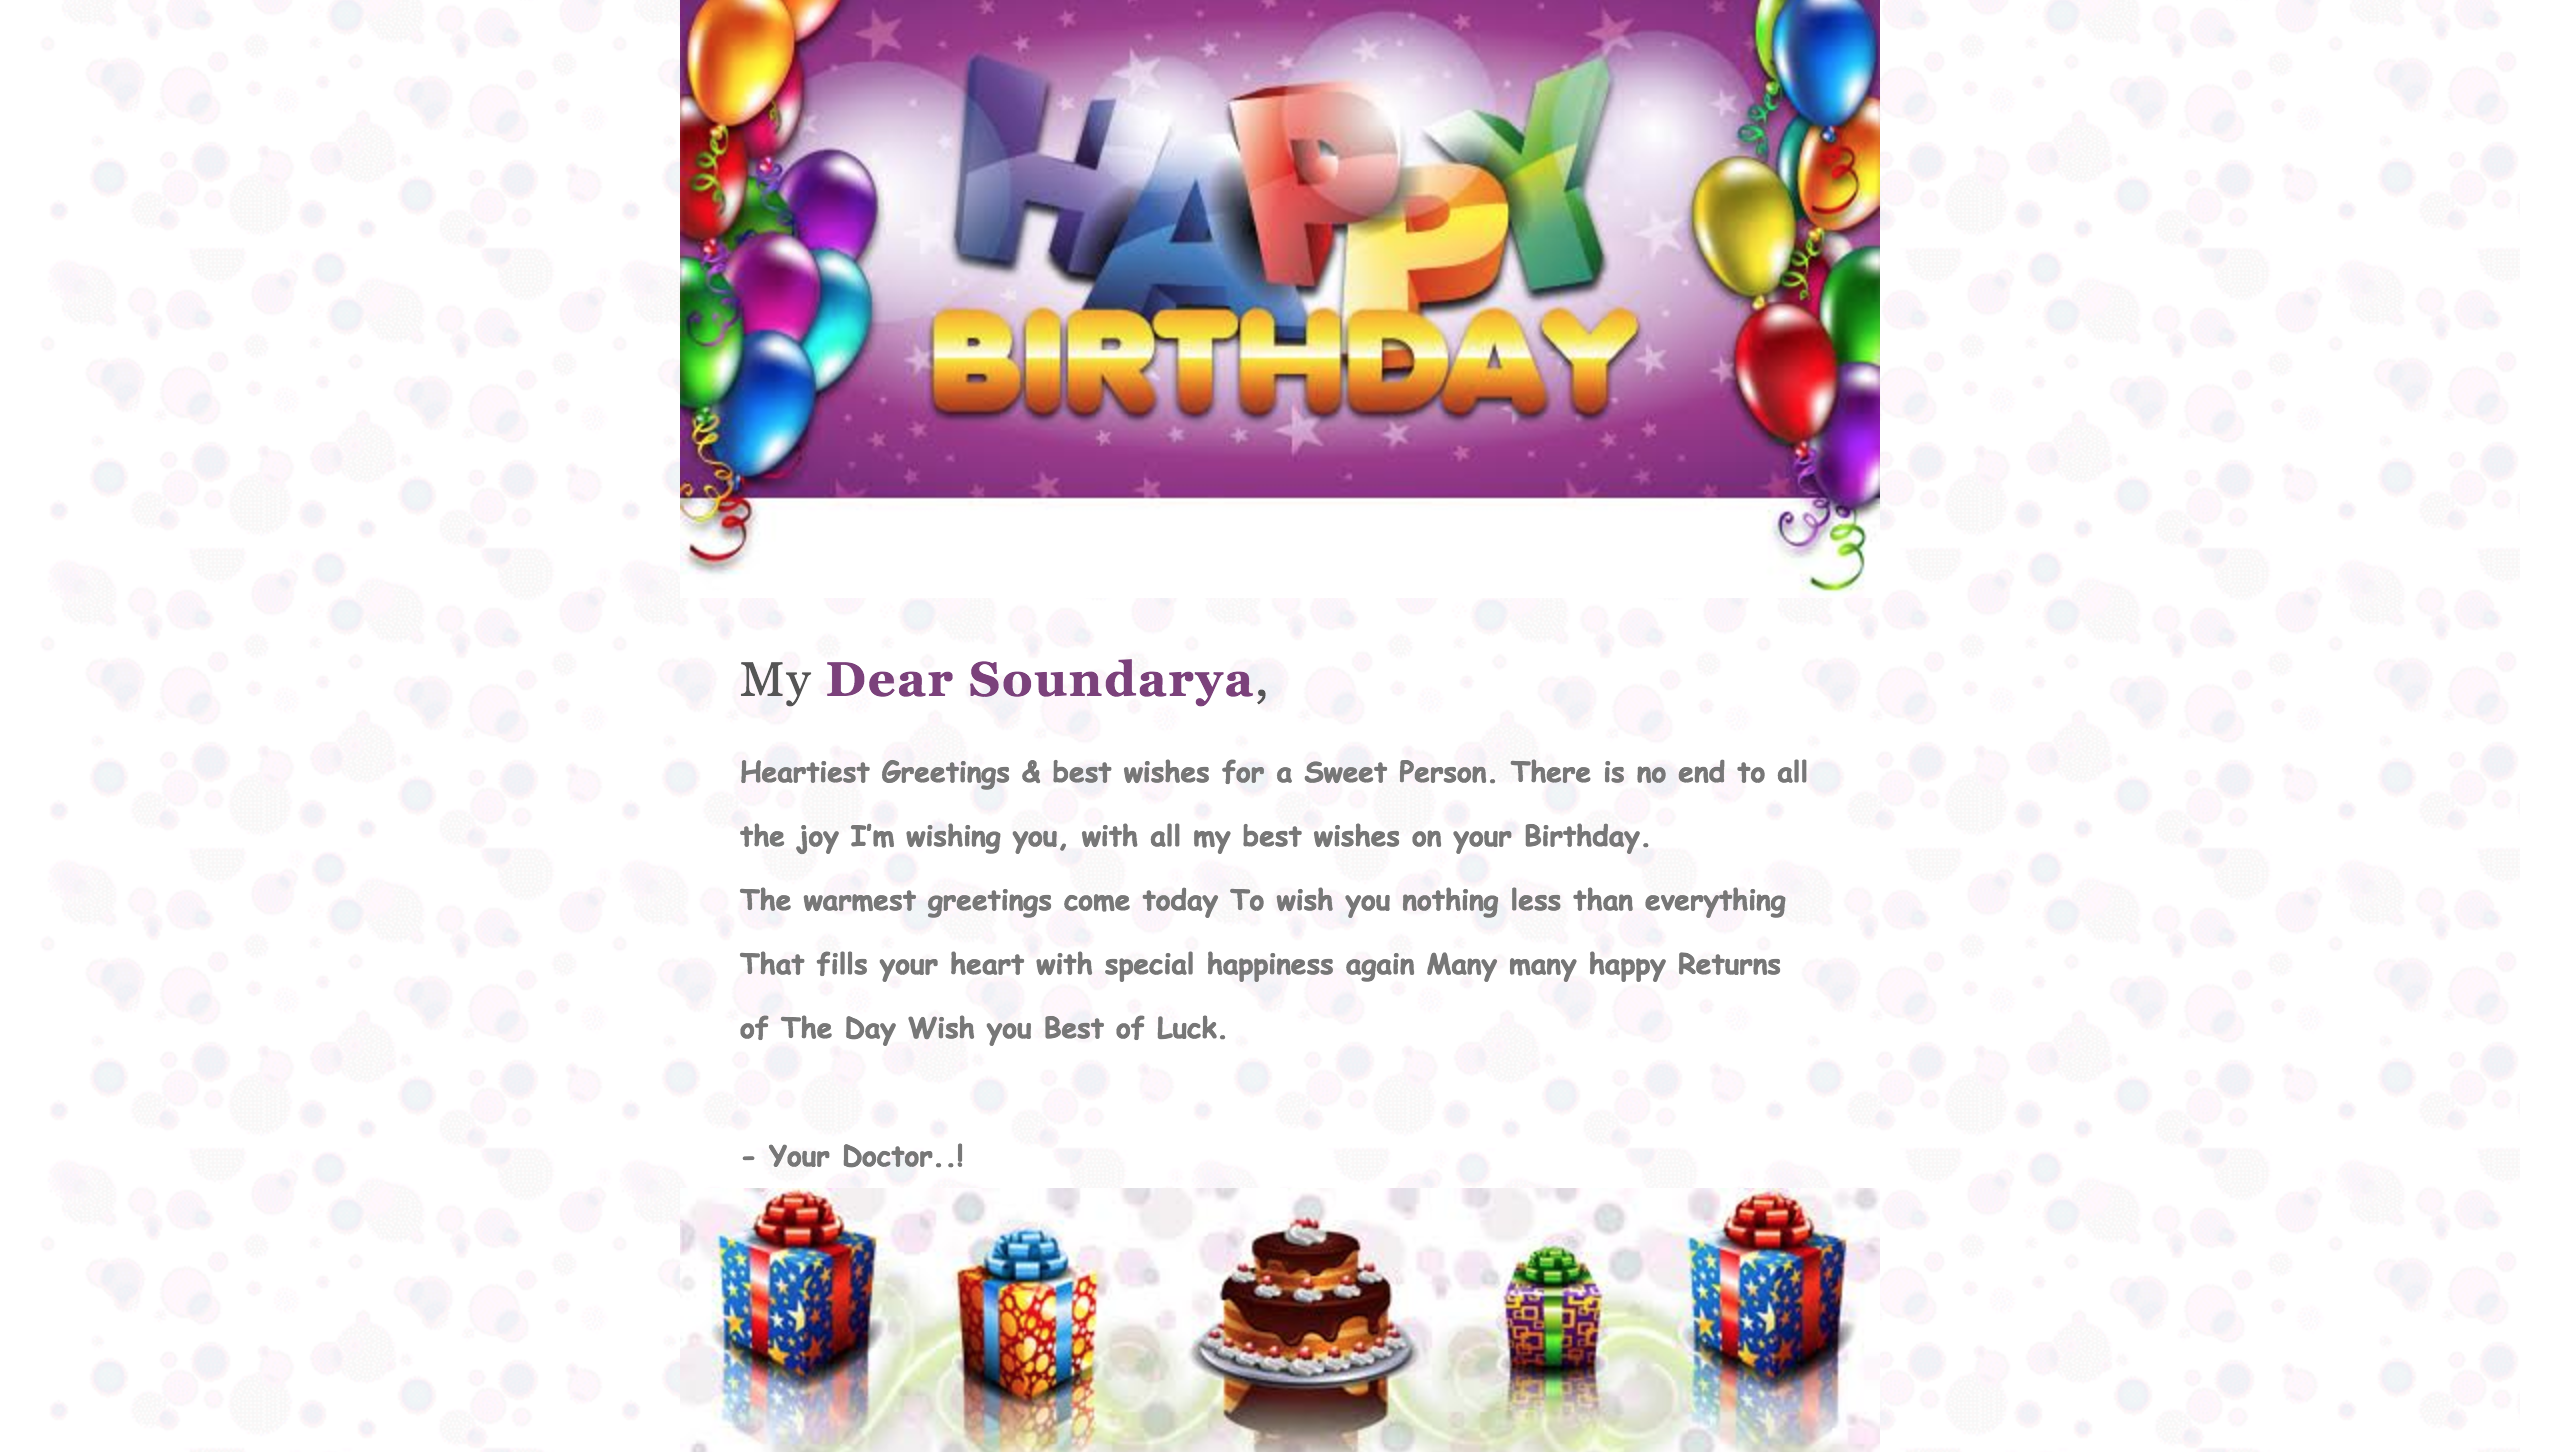 HAPPY
BIRTHDAY
My Dear Soundarya,
Heartiest Greetings & best wishes for a Sweet Person. There is no end to all
the joy I'm wishing you, with all my best wishes on your Birthday.
The warmest greetings come today To wish you nothing less than everything
That fills your heart with special happiness again Many many happy Returns
of The Day Wish you Best of Luck.
- Your Doctor..!